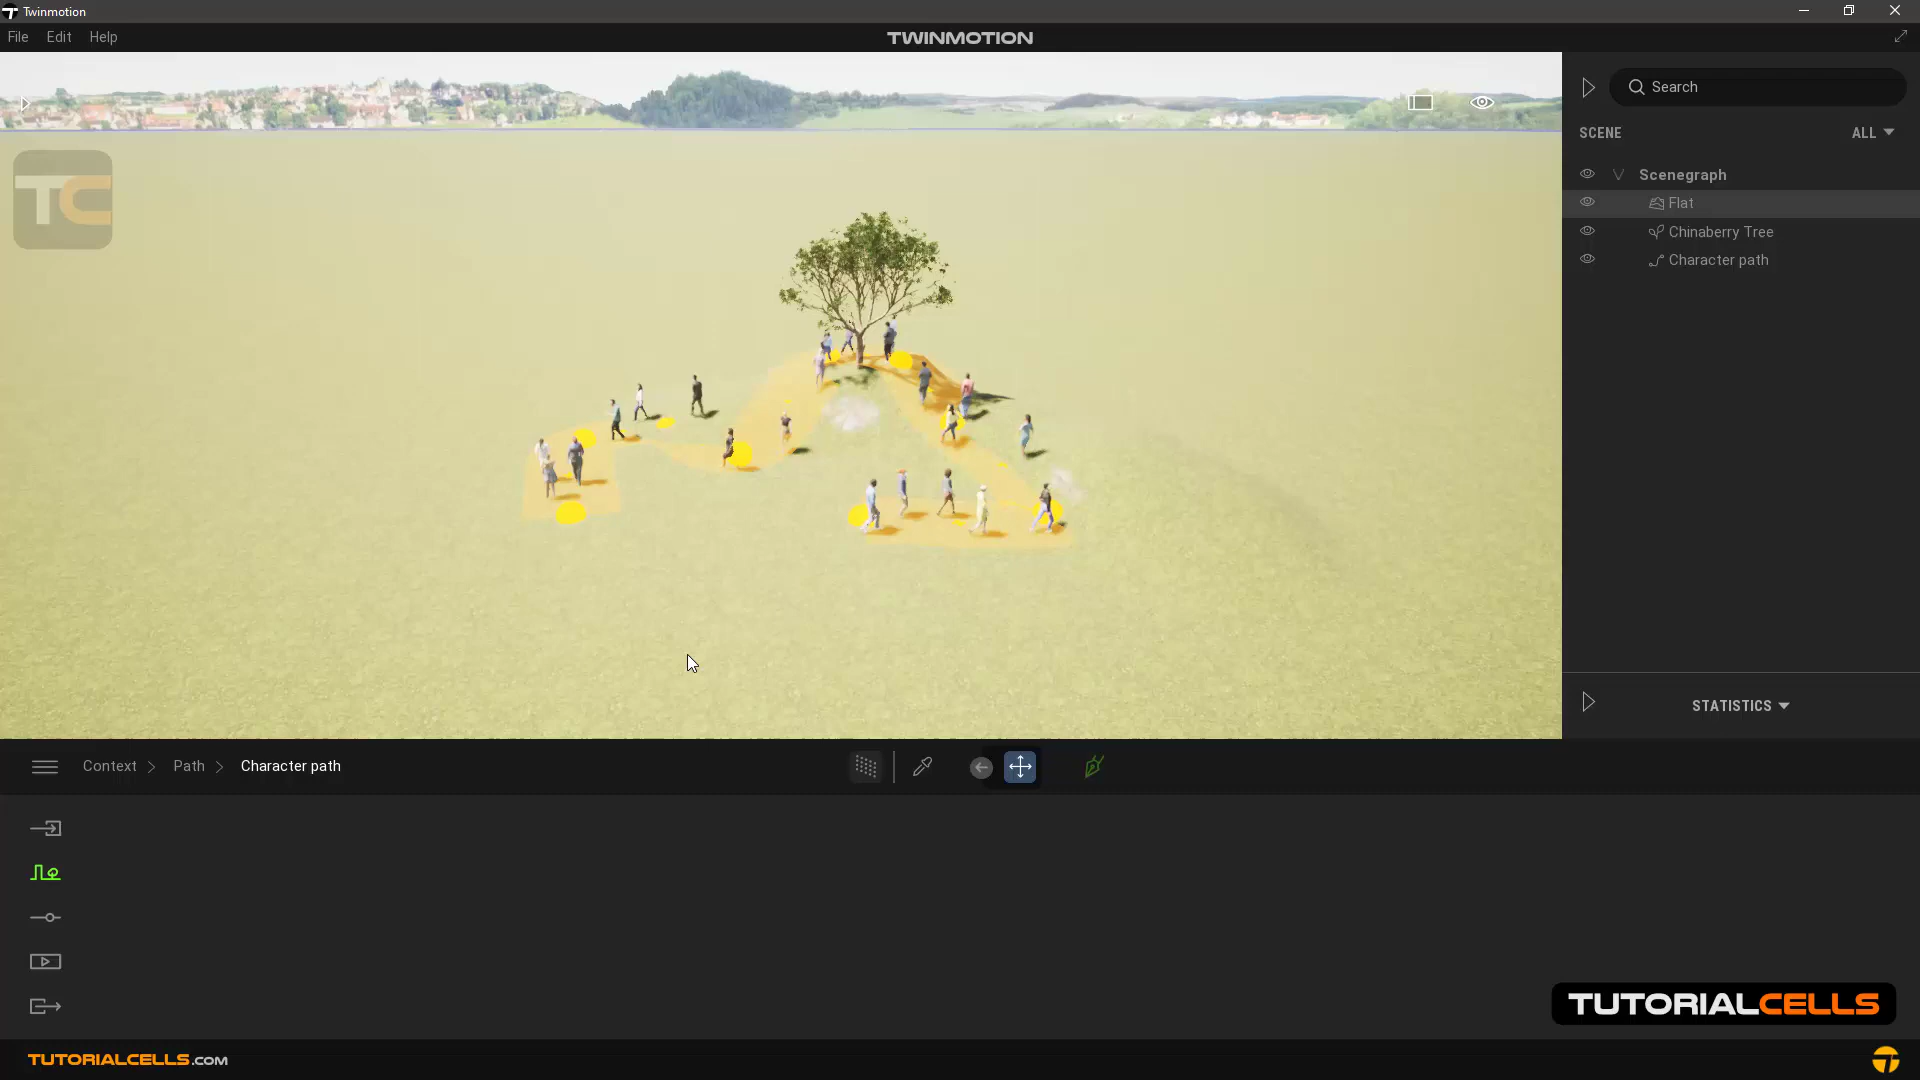 Twinmotion
File Edit Help
TWINMOTION
TC
Search
SCENE
ALL
Scenegraph
Flat
Chinaberry Tree
Character path
STATISTICS
Context Path Character path
TUTORIALCELLS
TUTORIALCELLS.COM